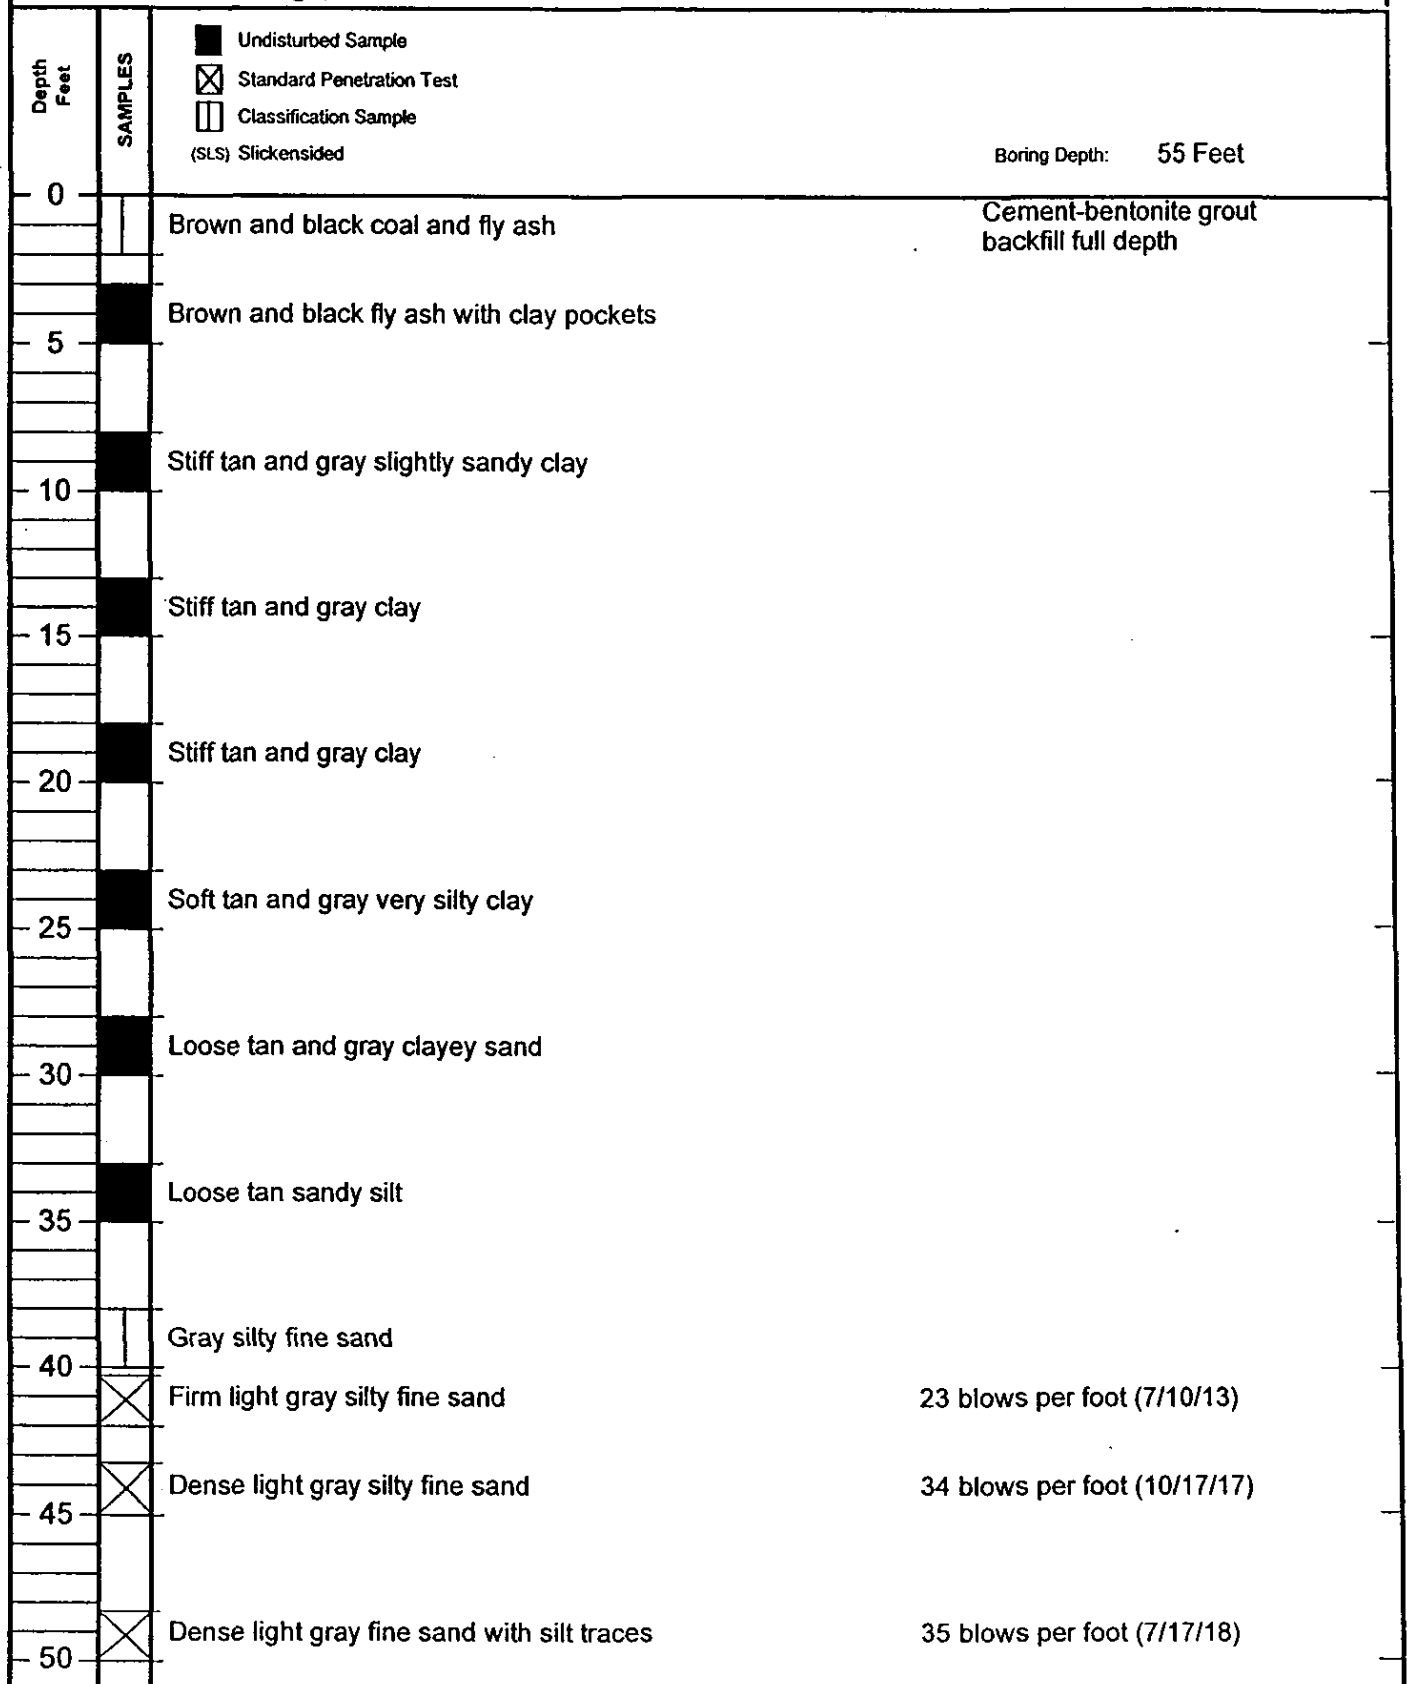 Depth
Feet
SAMPLES
Undisturbed Sample
Standard Penetration Test
Classification Sample
(SLS) Slickensided
Boring Depth: 55 Feet
0
Brown and black coal and fly ash
Cement-bentonite grout
backfill full depth
Brown and black fly ash with clay pockets
5
Stiff tan and gray slightly sandy clay
10
Stiff tan and gray clay
15
Stiff tan and gray clay
20
Soft tan and gray very silty clay
25
Loose tan and gray clayey sand
30
Loose tan sandy silt
35
Gray silty fine sand
40
Firm light gray silty fine sand 23 blows per foot (7/10/13)
Dense light gray silty fine sand 34 blows per foot (10/17/17)
45
Dense light gray fine sand with silt traces 35 blows per foot (7/17/18)
50